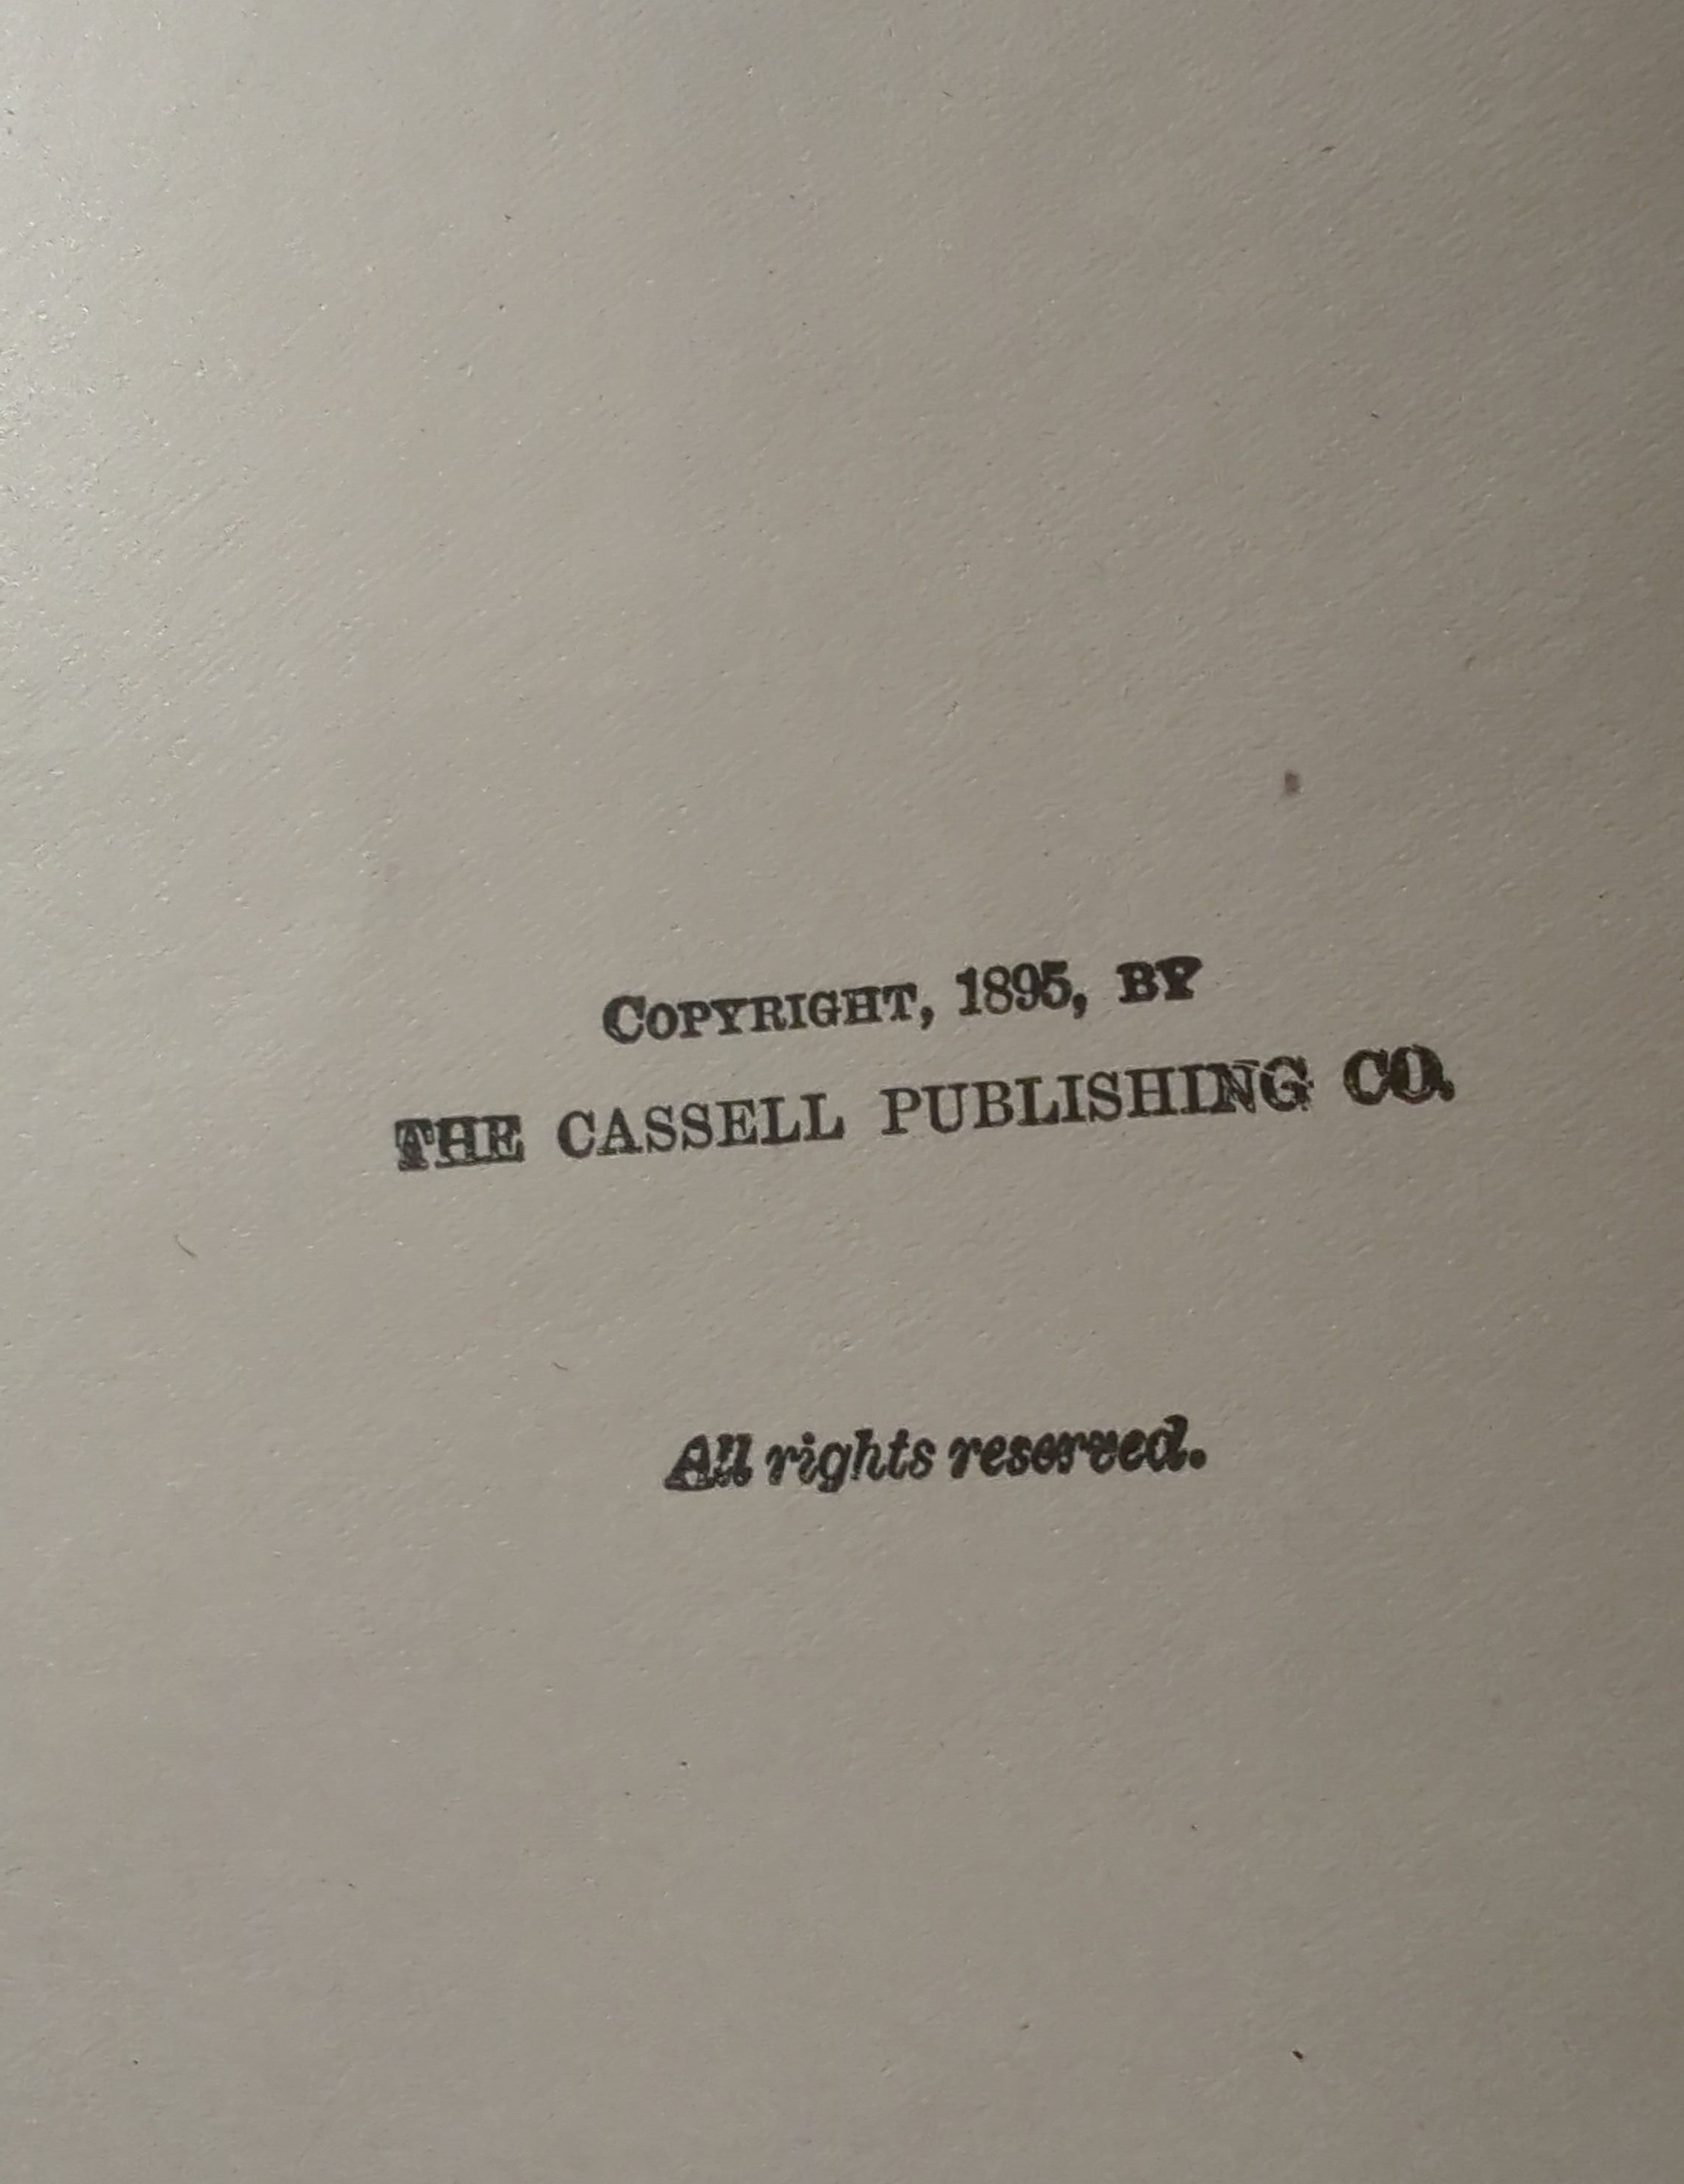 COPYRIGHT, 1895, BY
THE CASSELL PUBLISHING CO.
All rights reserved.